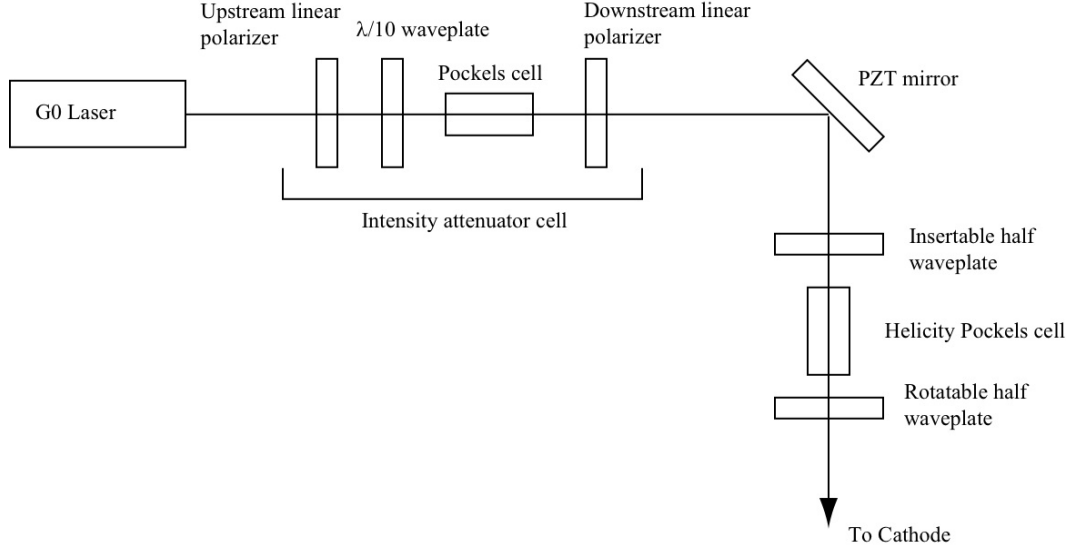 Upstream linear
polarizer
λ/10 waveplate
Pockels cell
Downstream linear
polarizer
PZT mirror
G0 Laser
Intensity attenuator cell
Insertable half
waveplate
Helicity Pockels cell
Rotatable half
waveplate
To Cathode